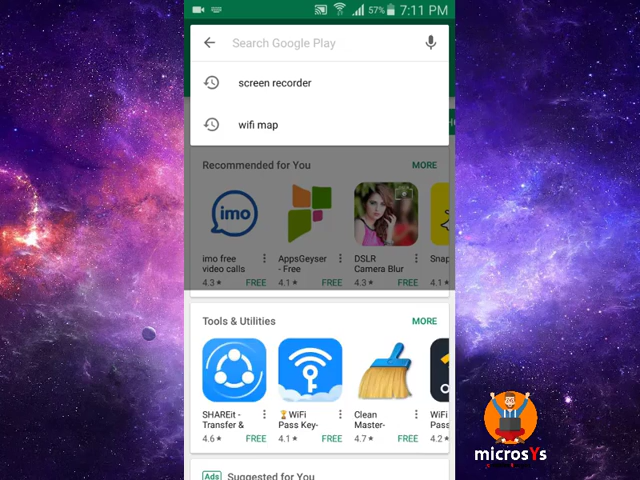 57% 7:11 PM
Search Google Play
screen recorder
wifi map
Recommended for You MORE
imo
imo free video calls
4.3★ FREE
AppsGeyser - Free
4.1★ FREE
DSLR Camera Blur
4.3★ FREE
Snap
4.1
Tools & Utilities MORE
SHAREit - Transfer &
4.6★ FREE
WiFi Pass Key-
4.1★ FREE
Clean Master-
4.7★ FREE
WiFi Pass
4.2★
Ads Suggested for You
microsYs